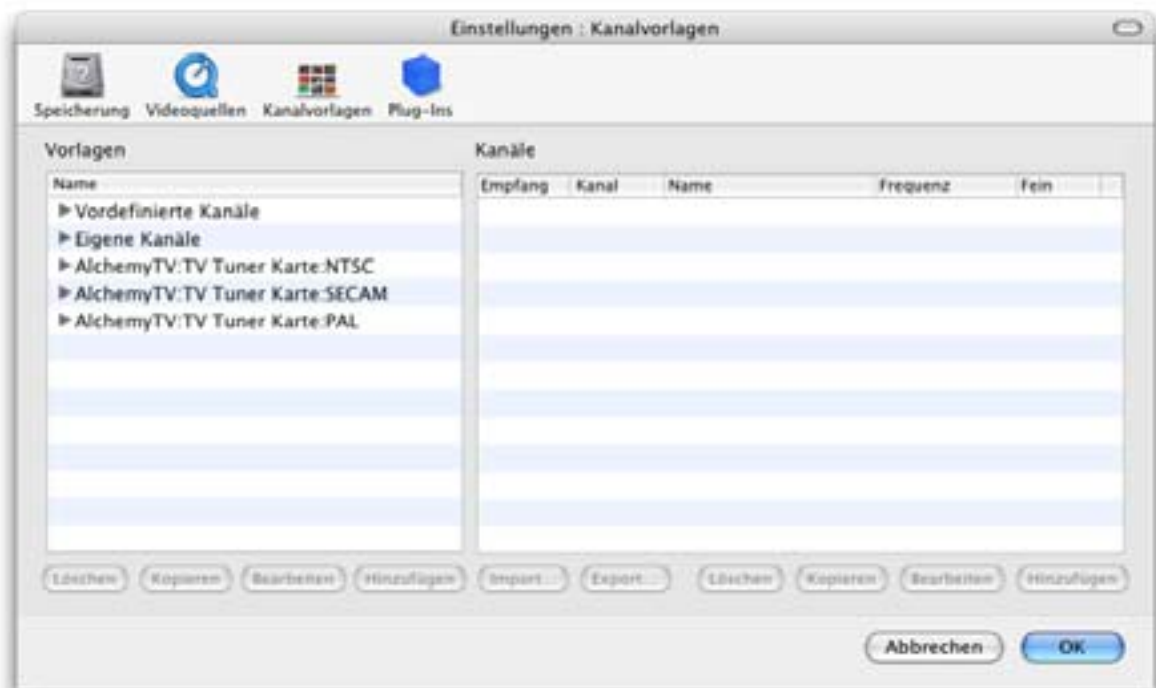 Einstellungen : Kanalvorlagen
Speicherung Videoquellen Kanalvorlagen Plug-Ins
Vorlagen
Name
Vordefinierte Kanäle
Eigene Kanäle
AlchemyTV:TV Tuner Karte:NTSC
AlchemyTV:TV Tuner Karte:SECAM
AlchemyTV:TV Tuner Karte:PAL
Kanäle
Empfang Kanal Name Frequenz Fein
Löschen Kopieren Bearbeiten Hinzufügen Import... Export... Löschen Kopieren Bearbeiten Hinzufügen
Abbrechen OK